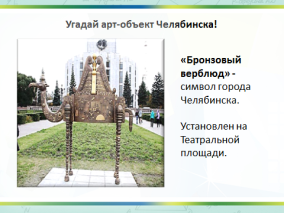 Угадай арт-объект Челябинска!
«Бронзовый
верблюд» -
символ города
Челябинска.
Установлен на
Театральной
площади.